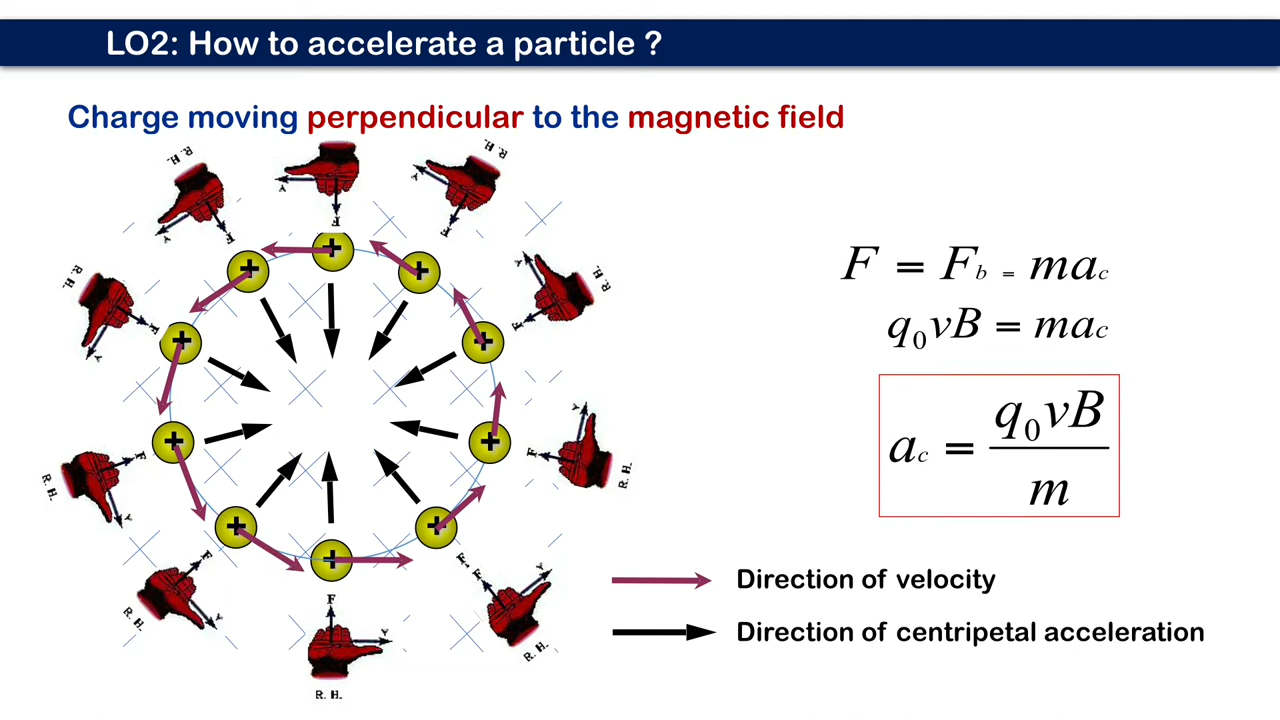 LO2: How to accelerate a particle ?
Charge moving perpendicular to the magnetic field
R. H.
R. H.
R. H.
Y
Y
Y
F
F
F
+
+
+
R. H.
R. H.
Y
Y
F
F
+
+
F = F_b = ma_c
q_0vB = ma_c
a_c = \frac{q_0vB}{m}
Y
F
F
+
+
R. H.
R. H.
Y
+
+
+
F
F
F
F
Y
Y
Y
Y
R. H.
R. H.
R. H.
Direction of velocity
Direction of centripetal acceleration